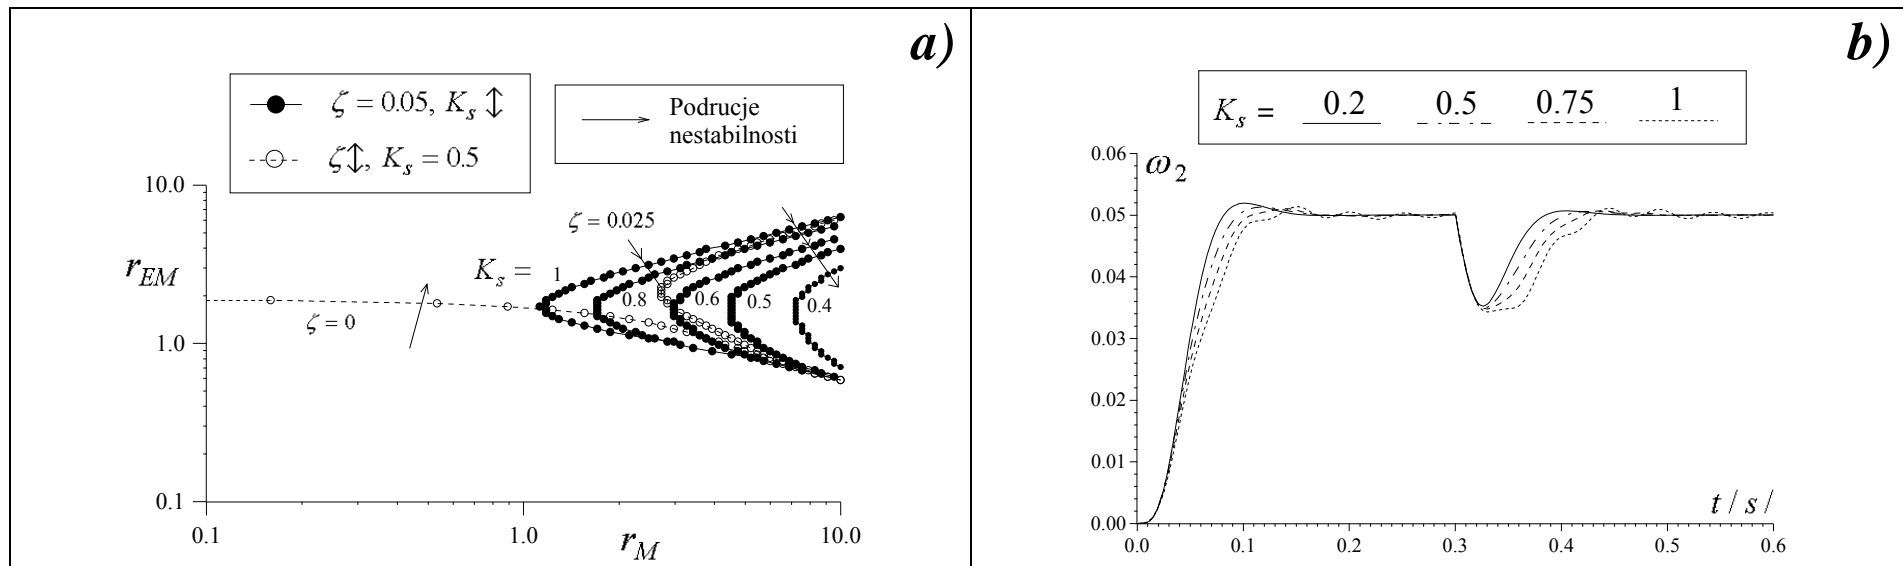 a)
ζ = 0.05, K_s ↕
ζ↕, K_s = 0.5
Podrucje
nestabilnosti
10.0
ζ = 0.025
r_EM
K_s = 1
0.8 0.6 0.5 0.4
ζ = 0
1.0
0.1
0.1 1.0 10.0
r_M
b)
K_s = 0.2 0.5 0.75 1
0.06
ω_2
0.05
0.04
0.03
0.02
0.01
t / s /
0.00
0.0 0.1 0.2 0.3 0.4 0.5 0.6